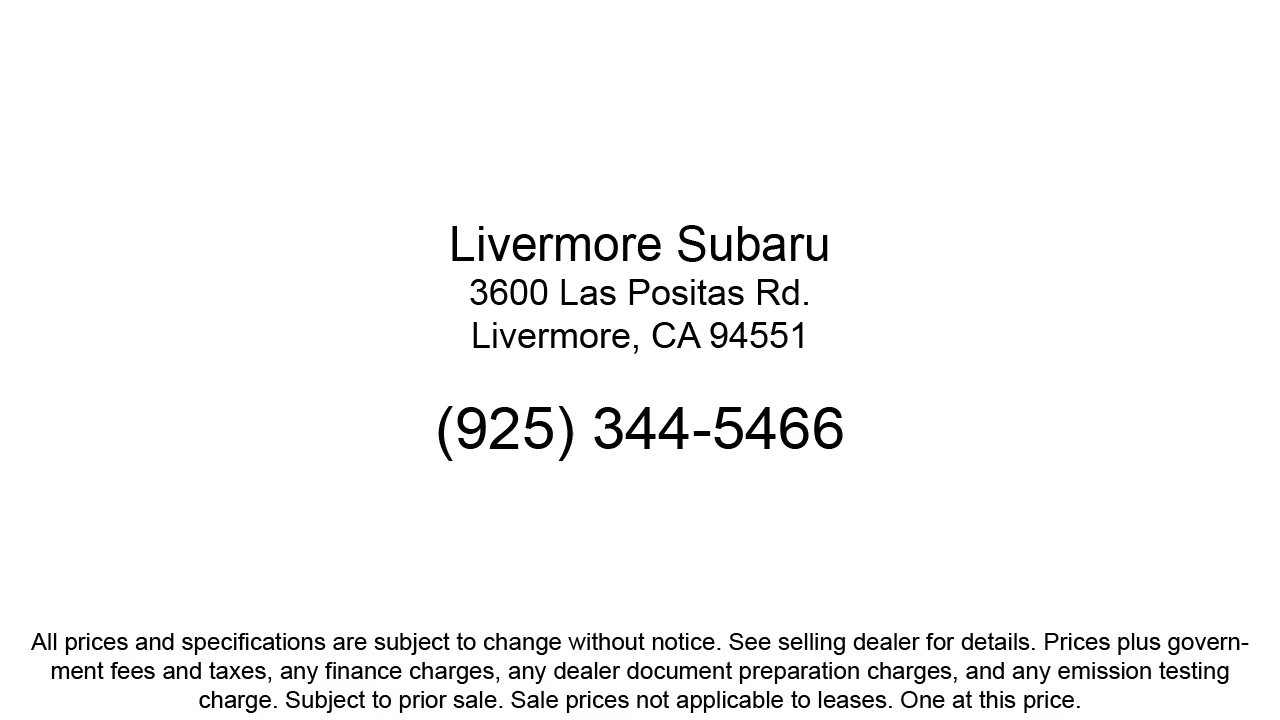 Livermore Subaru
3600 Las Positas Rd.
Livermore, CA 94551
(925) 344-5466
All prices and specifications are subject to change without notice. See selling dealer for details. Prices plus govern-
ment fees and taxes, any finance charges, any dealer document preparation charges, and any emission testing
charge. Subject to prior sale. Sale prices not applicable to leases. One at this price.